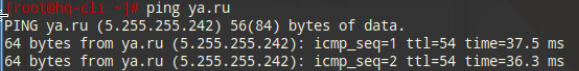 [root@hq-cli ~]# ping ya.ru
PING ya.ru (5.255.255.242) 56(84) bytes of data.
64 bytes from ya.ru (5.255.255.242): icmp_seq=1 ttl=54 time=37.5 ms
64 bytes from ya.ru (5.255.255.242): icmp_seq=2 ttl=54 time=36.3 ms